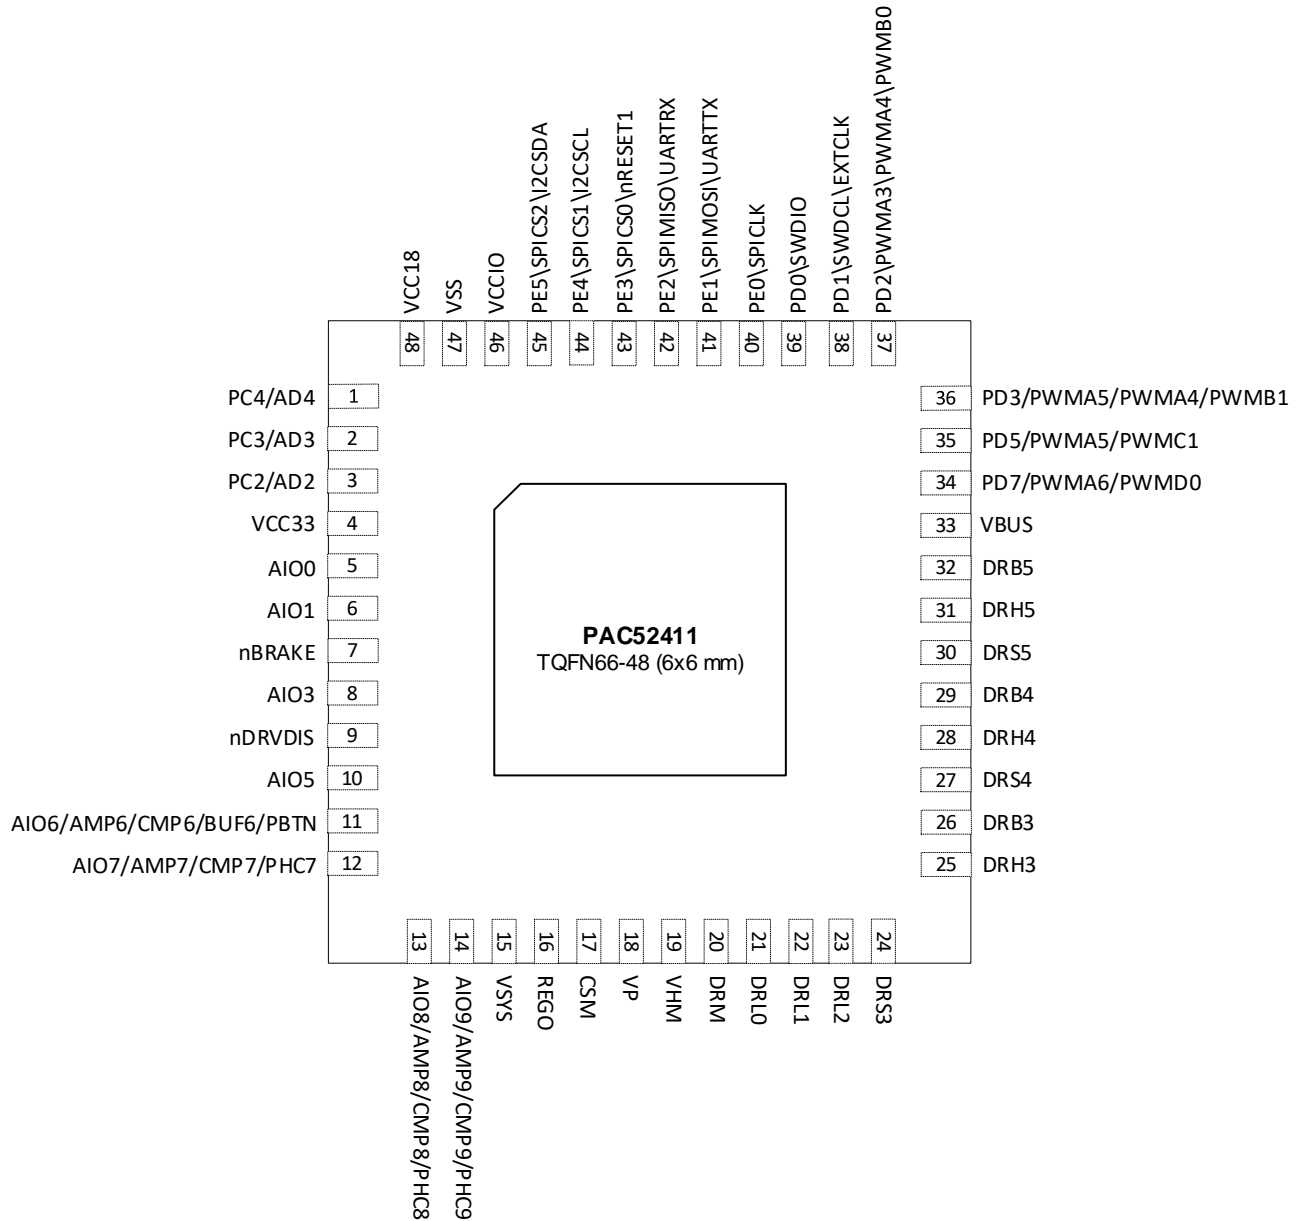 VCC18
VSS
VCCIO
PE5\SPICS2\I2CSDA
PE4\SPICS1\I2CSCL
PE3\SPICS0\nRESET1
PE2\SPIMISO\UARTRX
PE1\SPIMOSI\UARTTX
PE0\SPICLK
PD0\SWDIO
PD1\SWDCL\EXTCLK
PD2\PWMA3\PWMA4\PWMB0
48
47
46
45
44
43
42
41
40
39
38
37
PC4/AD4 1
PC3/AD3 2
PC2/AD2 3
VCC33 4
AIO0 5
AIO1 6
nBRAKE 7
AIO3 8
nDRVDIS 9
AIO5 10
AIO6/AMP6/CMP6/BUF6/PBTN 11
AIO7/AMP7/CMP7/PHC7 12
PAC52411
TQFN66-48 (6x6 mm)
36 PD3/PWMA5/PWMA4/PWMB1
35 PD5/PWMA5/PWMC1
34 PD7/PWMA6/PWMD0
33 VBUS
32 DRB5
31 DRH5
30 DRS5
29 DRB4
28 DRH4
27 DRS4
26 DRB3
25 DRH3
13
14
15
16
17
18
19
20
21
22
23
24
AIO8/AMP8/CMP8/PHC8
AIO9/AMP9/CMP9/PHC9
VSYS
REGO
CSM
VP
VHM
DRM
DRL0
DRL1
DRL2
DRS3